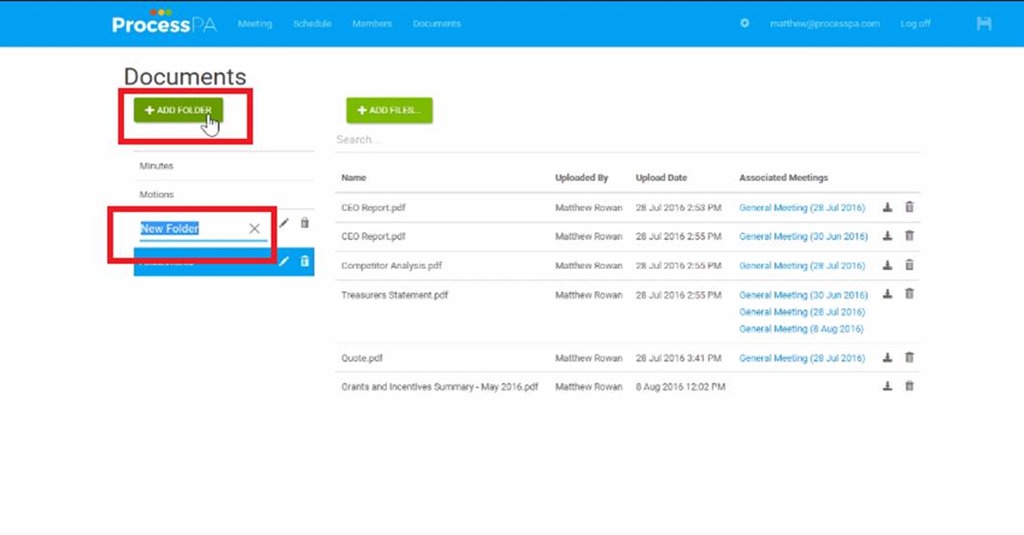 ProcessPA Meeting Schedule Members Documents matthew@processpa.com Log off
Documents
+ ADD FOLDER
+ ADD FILES...
Search...
Minutes
Motions
New Folder
Name Uploaded By Upload Date Associated Meetings
CEO Report.pdf Matthew Rowan 28 Jul 2016 2:53 PM General Meeting (28 Jul 2016)
CEO Report.pdf Matthew Rowan 28 Jul 2016 2:55 PM General Meeting (30 Jun 2016)
Competitor Analysis.pdf Matthew Rowan 28 Jul 2016 2:55 PM General Meeting (28 Jul 2016)
Treasurers Statement.pdf Matthew Rowan 28 Jul 2016 2:55 PM General Meeting (30 Jun 2016)
General Meeting (28 Jul 2016)
General Meeting (8 Aug 2016)
Quote.pdf Matthew Rowan 28 Jul 2016 3:41 PM General Meeting (28 Jul 2016)
Grants and Incentives Summary - May 2016.pdf Matthew Rowan 8 Aug 2016 12:02 PM